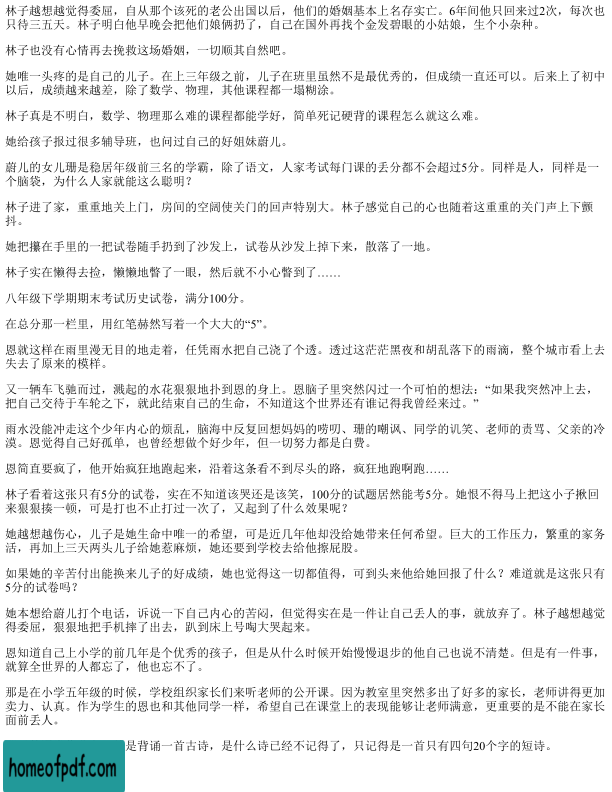 林子越想越觉得委屈，自从那个该死的老公出国以后，他们的婚姻基本上名存实亡。6年间他只回来过2次，每次也
只待三五天。林子明白他早晚会把他们娘俩扔了，自己在国外再找个金发碧眼的小姑娘，生个小杂种。
林子也没有心情再去挽救这场婚姻，一切顺其自然吧。
她唯一头疼的是自己的儿子。在上三年级之前，儿子在班里虽然不是最优秀的，但成绩一直还可以。后来上了初中
以后，成绩越来越差，除了数学、物理，其他课程都一塌糊涂。
林子真是不明白，数学、物理那么难的课程都能学好，简单死记硬背的课程怎么就这么难。
她给孩子报过很多辅导班，也问过自己的好姐妹蔚儿。
蔚儿的女儿珊是稳居年级前三名的学霸，除了语文，人家考试每门课的丢分都不会超过5分。同样是人，同样是一
个脑袋，为什么人家就能这么聪明？
林子进了家，重重地关上门，房间的空阔使关门的回声特别大。林子感觉自己的心也随着这重重的关门声上下颤
抖。
她把攥在手里的一把试卷随手扔到了沙发上，试卷从沙发上掉下来，散落了一地。
林子实在懒得去捡，懒懒地瞥了一眼，然后就不小心瞥到了……
八年级下学期期末考试历史试卷，满分100分。
在总分那一栏里，用红笔赫然写着一个大大的“5”。
恩就这样在雨里漫无目的地走着，任凭雨水把自己浇了个透。透过这茫茫黑夜和胡乱落下的雨滴，整个城市看上去
失去了原来的模样。
又一辆车飞驰而过，溅起的水花狠狠地扑到恩的身上。恩脑子里突然闪过一个可怕的想法：“如果我突然冲上去，
把自己交待于车轮之下，就此结束自己的生命，不知道这个世界还有谁记得我曾经来过。”
雨水没能冲走这个少年内心的烦乱，脑海中反复回想妈妈的唠叨、珊的嘲讽、同学的讥笑、老师的责骂、父亲的冷
漠。恩觉得自己好孤单，也曾经想做个好少年，但一切努力都是白费。
恩简直要疯了，他开始疯狂地跑起来，沿着这条看不到尽头的路，疯狂地跑啊跑……
林子看着这张只有5分的试卷，实在不知道该哭还是该笑，100分的试题居然能考5分。她恨不得马上把这小子揪回
来狠狠揍一顿，可是打也不止打过一次了，又起到了什么效果呢？
她越想越伤心，儿子是她生命中唯一的希望，可是近几年他却没给她带来任何希望。巨大的工作压力，繁重的家务
活，再加上三天两头儿子给她惹麻烦，她还要到学校去给他擦屁股。
如果她的辛苦付出能换来儿子的好成绩，她也觉得这一切都值得，可到头来他给她回报了什么？难道就是这张只有
5分的试卷吗？
她本想给蔚儿打个电话，诉说一下自己内心的苦闷，但觉得实在是一件让自己丢人的事，就放弃了。林子越想越觉
得委屈，狠狠地把手机摔了出去，趴到床上号啕大哭起来。
恩知道自己上小学的前几年是个优秀的孩子，但是从什么时候开始慢慢退步的他自己也说不清楚。但是有一件事，
就算全世界的人都忘了，他也忘不了。
那是在小学五年级的时候，学校组织家长们来听老师的公开课。因为教室里突然多出了好多的家长，老师讲得更加
卖力、认真。作为学生的恩也和其他同学一样，希望自己在课堂上的表现能够让老师满意，更重要的是不能在家长
面前丢人。
是背诵一首古诗，是什么诗已经不记得了，只记得是一首只有四句20个字的短诗。
homeofpdf.com